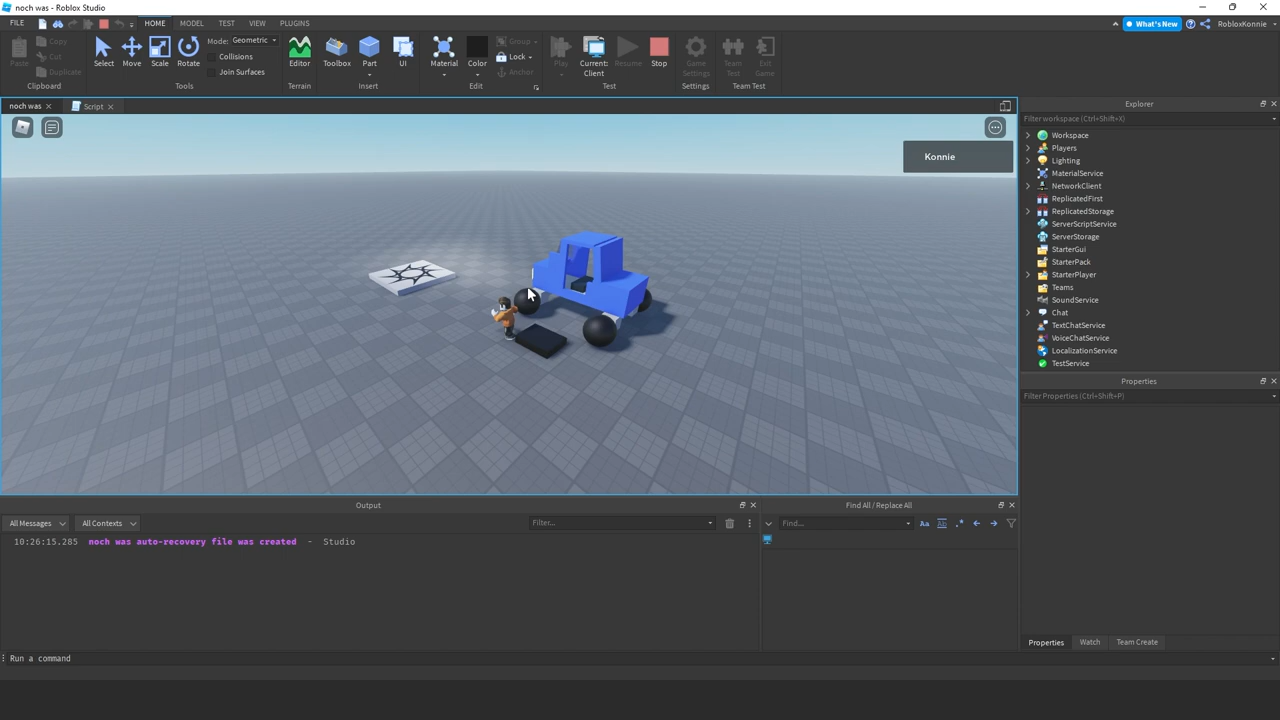 noch was - Roblox Studio
FILE HOME MODEL TEST VIEW PLUGINS What's New RobloxKonnie
Paste Copy Cut Duplicate Clipboard
Select Move Scale Rotate Mode: Geometric Collisions Join Surfaces Tools
Editor Terrain
Toolbox Part UI Insert
Material Color Group Lock Anchor Edit
Play Current: Client Resume Stop Test
Game Settings Settings
Team Test Exit Game Team Test
noch was Script
Konnie
Explorer
Filter workspace (Ctrl+Shift+X)
Workspace
Players
Lighting
MaterialService
NetworkClient
ReplicatedFirst
ReplicatedStorage
ServerScriptService
ServerStorage
StarterGui
StarterPack
StarterPlayer
Teams
SoundService
Chat
TextChatService
VoiceChatService
LocalizationService
TestService
Properties
Filter Properties (Ctrl+Shift+P)
Properties Watch Team Create
Output
All Messages All Contexts Filter...
10:26:15.285 noch was auto-recovery file was created - Studio
Find All / Replace All
Find... Aa Ab .*
Run a command